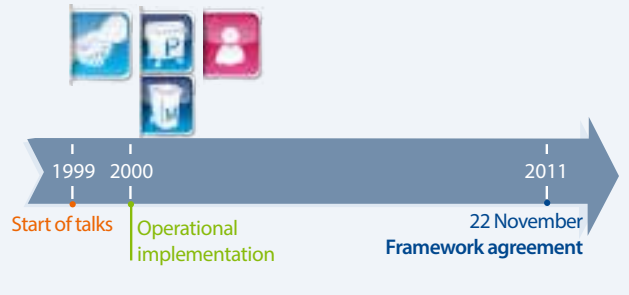 P
M
1999 2000 2011
Start of talks
Operational
implementation
22 November
Framework agreement